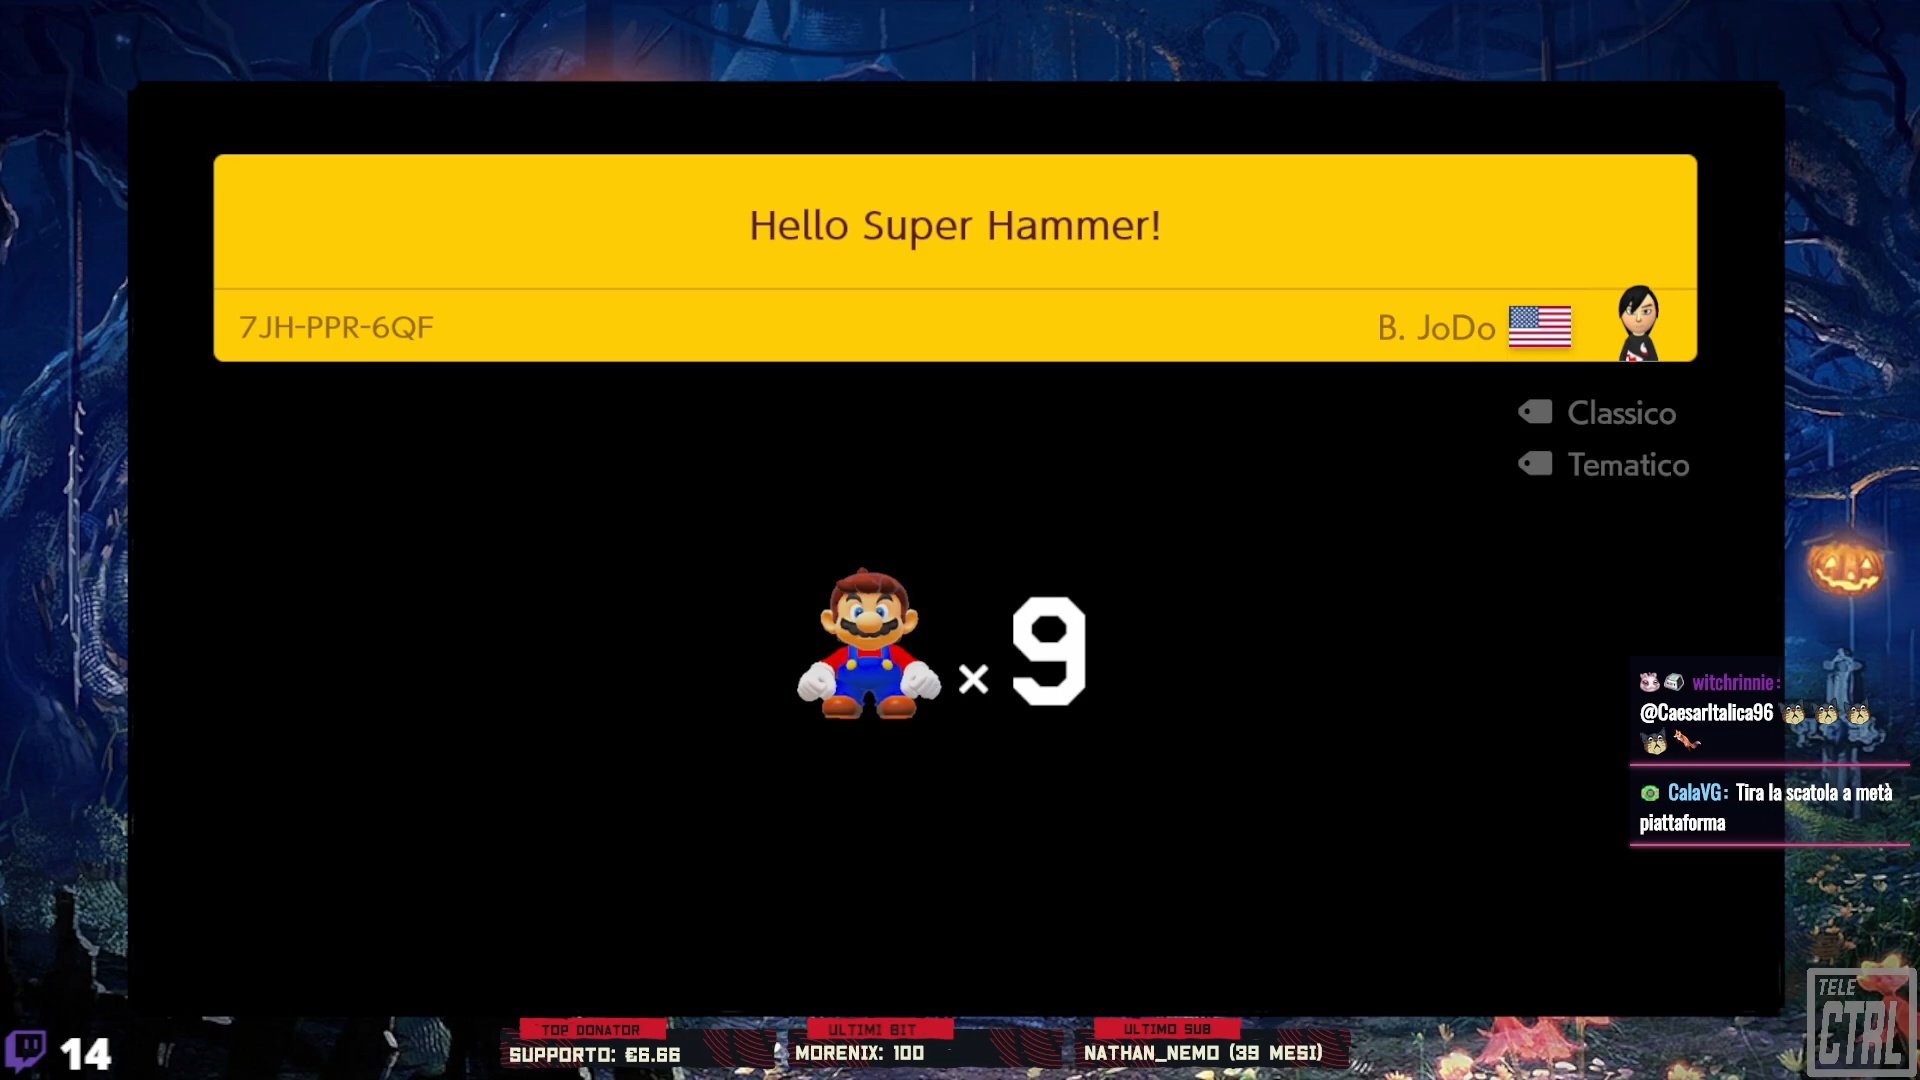 Hello Super Hammer!
7JH-PPR-6QF
B. JoDo
Classico
Tematico
× 9
witchrinnie:
@CaesarItalica96
CalaVG: Tira la scatola a metà
piattaforma
14
TOP DONATOR
SUPPORTO: €6.66
ULTIMI BIT
MORENIX: 100
ULTIMO SUB
NATHAN_NEMO (39 MESI)
TELE
CTRL